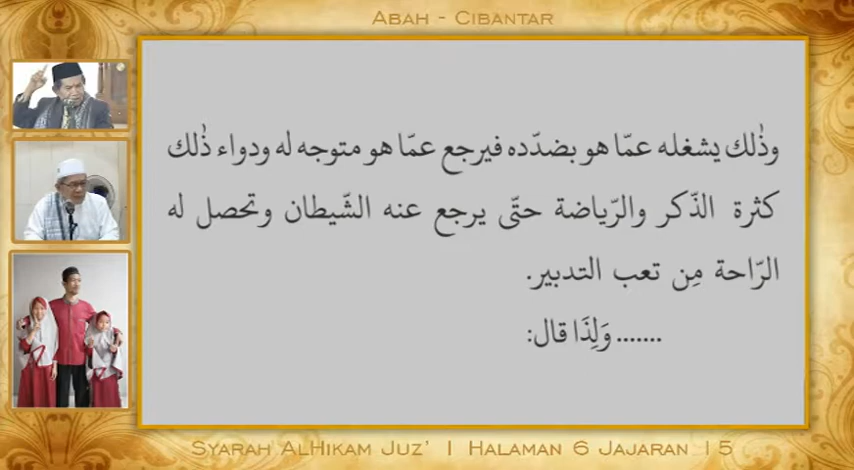 ABAH - CIBANTAR
وذٰلك يشغله عمّا هو بضدّده فيرجع عمّا هو متوجه له ودواء ذٰلك
كثرة الذّكر والرّياضة حتّى يرجع عنه الشّيطان وتحصل له
الرّاحة مِن تعب التدبير.
....... وَلِذَا قال:
SYARAH ALHIKAM JUZ' I HALAMAN 6 JAJARAN 15